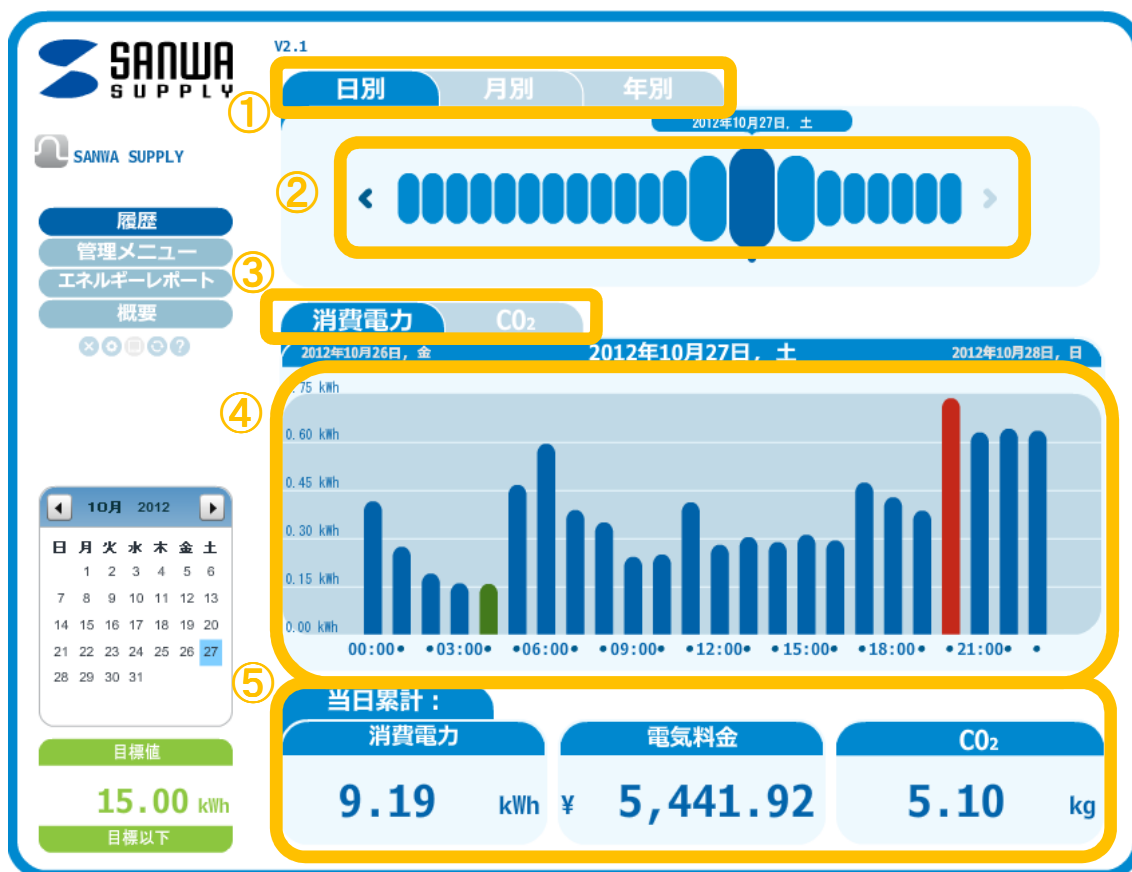 SANWA
SUPPLY
V2.1
① 日別 月別 年別
2012年10月27日, 土
SANWA SUPPLY
② < >
履歴
管理メニュー
エネルギーレポート
概要
③ 消費電力 CO₂
2012年10月26日, 金 2012年10月27日, 土 2012年10月28日, 日
④
.75 kWh
0.60 kWh
0.45 kWh
0.30 kWh
0.15 kWh
0.00 kWh
00:00 03:00 06:00 09:00 12:00 15:00 18:00 21:00
10月 2012
日 月 火 水 木 金 土
1 2 3 4 5 6
7 8 9 10 11 12 13
14 15 16 17 18 19 20
21 22 23 24 25 26 27
28 29 30 31
目標値
15.00 kWh
目標以下
⑤ 当日累計：
消費電力 電気料金 CO₂
9.19 kWh ¥ 5,441.92 5.10 kg